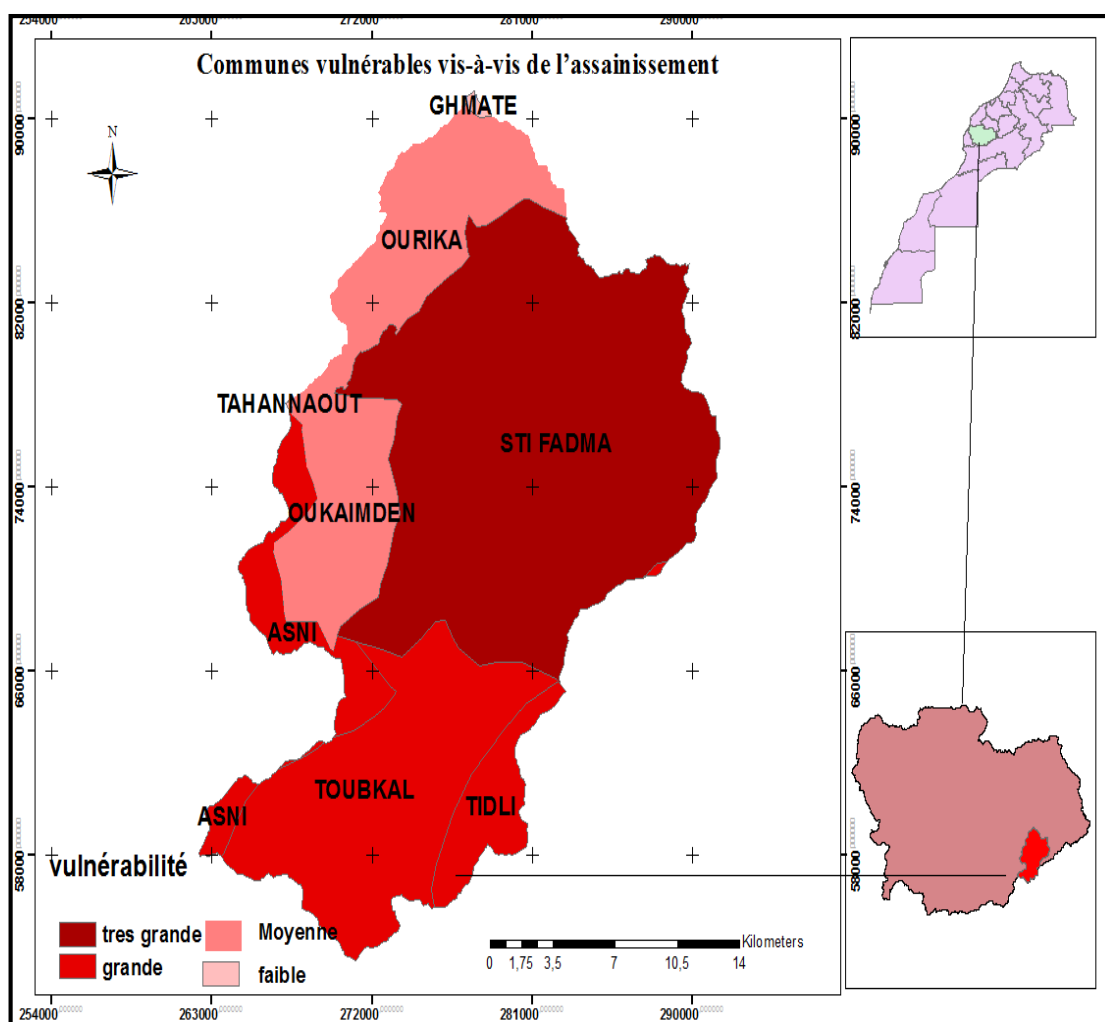 254000 263000 272000 281000 290000
Communes vulnérables vis-à-vis de l'assainissement
GHMATE
N
90000
90000
OURIKA
82000
82000
TAHANNAOUT
STI FADMA
74000
74000
OUKAIMDEN
ASNI
66000
66000
TOUBKAL
TIDLI
ASNI
58000
58000
vulnérabilité
tres grande
Moyenne
grande
faible
Kilometers
0 1,75 3,5 7 10,5 14
254000 263000 272000 281000 290000